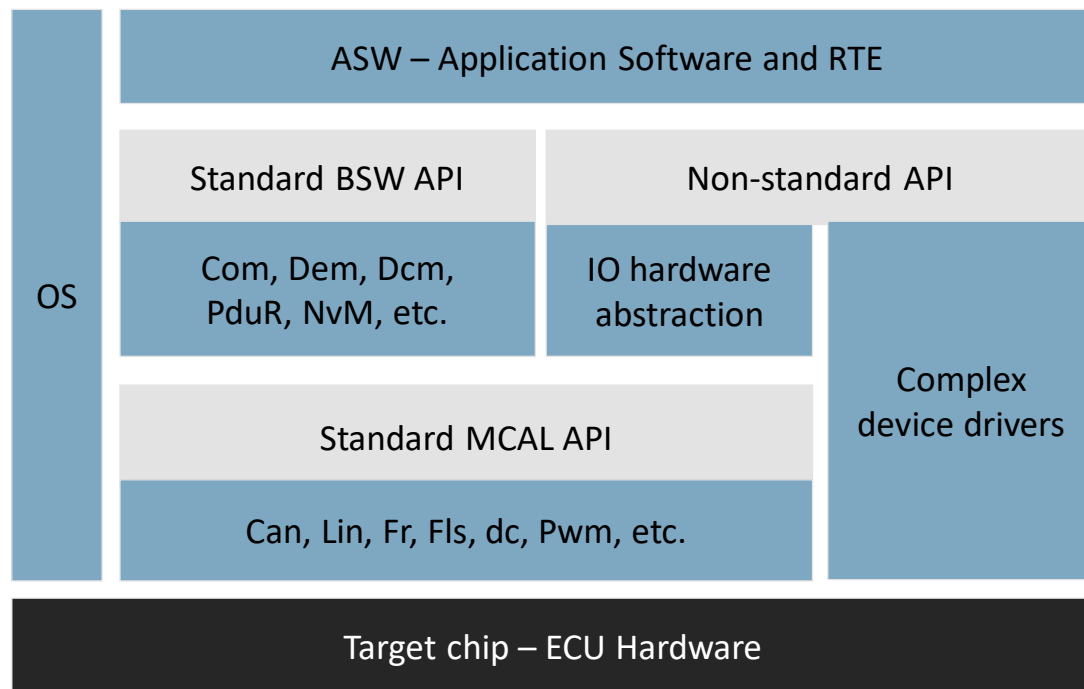 ASW – Application Software and RTE
Standard BSW API
Non-standard API
OS
Com, Dem, Dcm,
PduR, NvM, etc.
IO hardware
abstraction
Complex
device drivers
Standard MCAL API
Can, Lin, Fr, Fls, dc, Pwm, etc.
Target chip – ECU Hardware